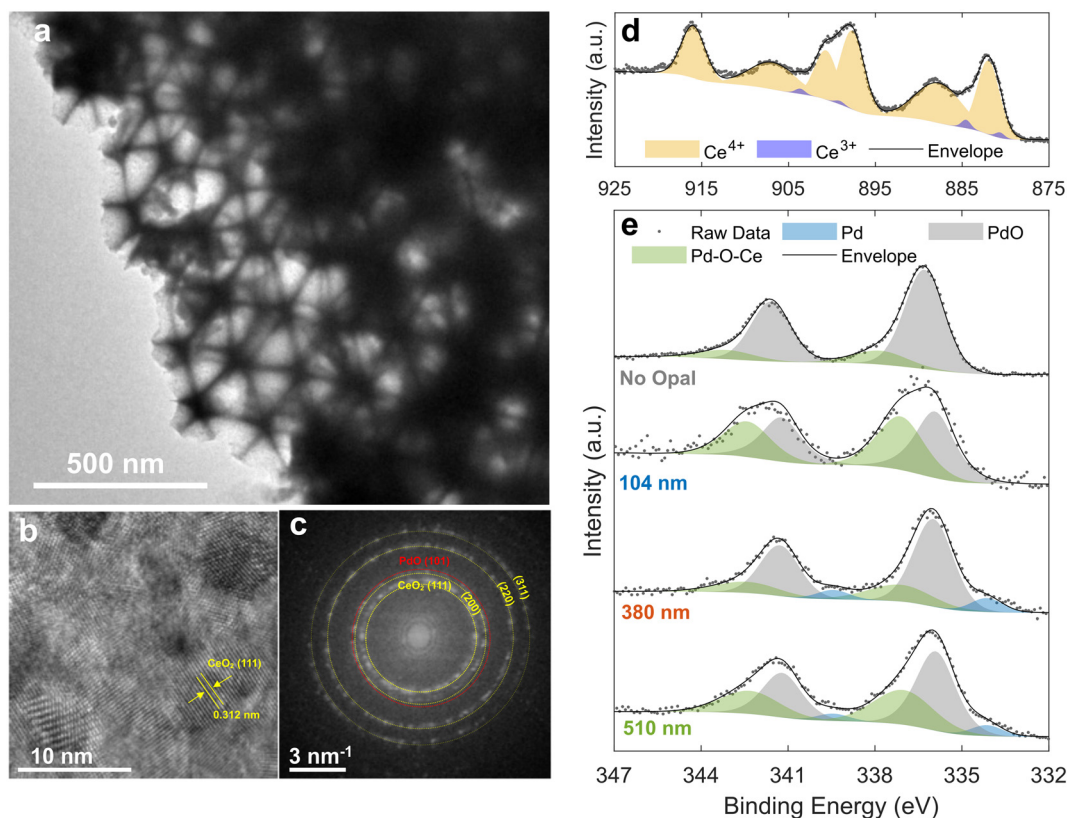 a
500 nm
b
CeO₂ (111)
0.312 nm
10 nm
c
PdO (101)
CeO₂ (111)
(200)
(220)
(311)
3 nm⁻¹
d
Intensity (a.u.)
Ce⁴⁺ Ce³⁺ Envelope
925 915 905 895 885 875
e
Raw Data Pd PdO
Pd-O-Ce Envelope
No Opal
104 nm
380 nm
510 nm
Intensity (a.u.)
347 344 341 338 335 332
Binding Energy (eV)